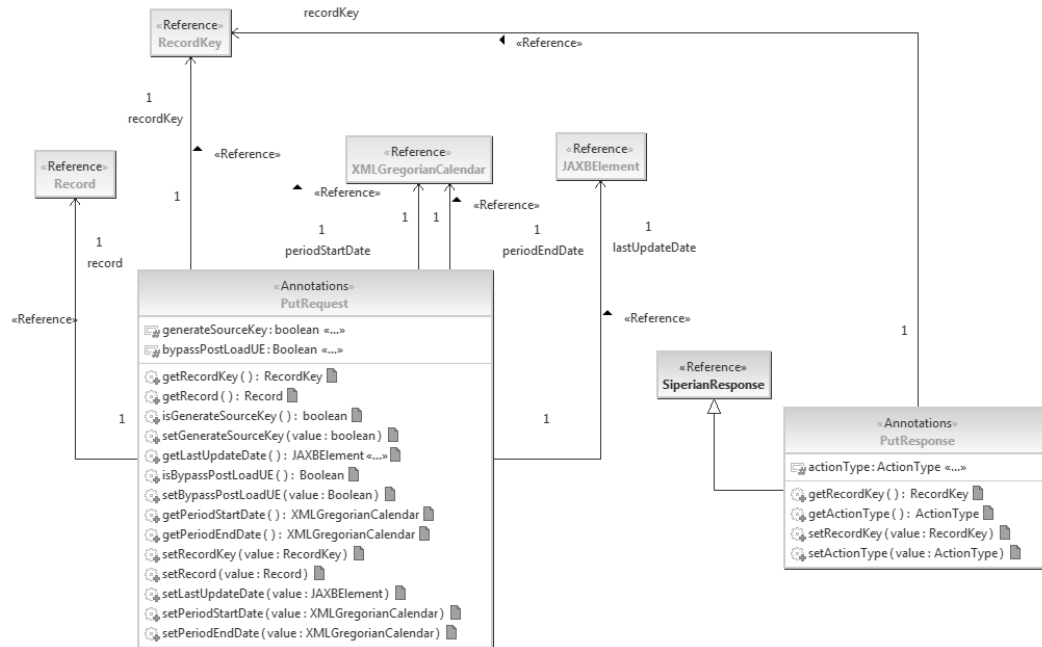 recordKey
«Reference»
RecordKey
«Reference»
1
recordKey
«Reference»
XMLGregorianCalendar
«Reference»
JAXBElement
«Reference»
Record
«Reference»
«Reference»
«Reference»
1
1
1
1
periodStartDate
1
periodEndDate
1
lastUpdateDate
1
record
«Annotations»
PutRequest
«Reference»
generateSourceKey : boolean «...»
bypassPostLoadUE : Boolean «...»
getRecordKey ( ) : RecordKey
getRecord ( ) : Record
isGenerateSourceKey ( ) : boolean
setGenerateSourceKey ( value : boolean )
getLastUpdateDate ( ) : JAXBElement «...»
isBypassPostLoadUE ( ) : Boolean
setBypassPostLoadUE ( value : Boolean )
getPeriodStartDate ( ) : XMLGregorianCalendar
getPeriodEndDate ( ) : XMLGregorianCalendar
setRecordKey ( value : RecordKey )
setRecord ( value : Record )
setLastUpdateDate ( value : JAXBElement )
setPeriodStartDate ( value : XMLGregorianCalendar )
setPeriodEndDate ( value : XMLGregorianCalendar )
1
1
«Reference»
1
«Reference»
SiperianResponse
«Annotations»
PutResponse
actionType : ActionType «...»
getRecordKey ( ) : RecordKey
getActionType ( ) : ActionType
setRecordKey ( value : RecordKey )
setActionType ( value : ActionType )